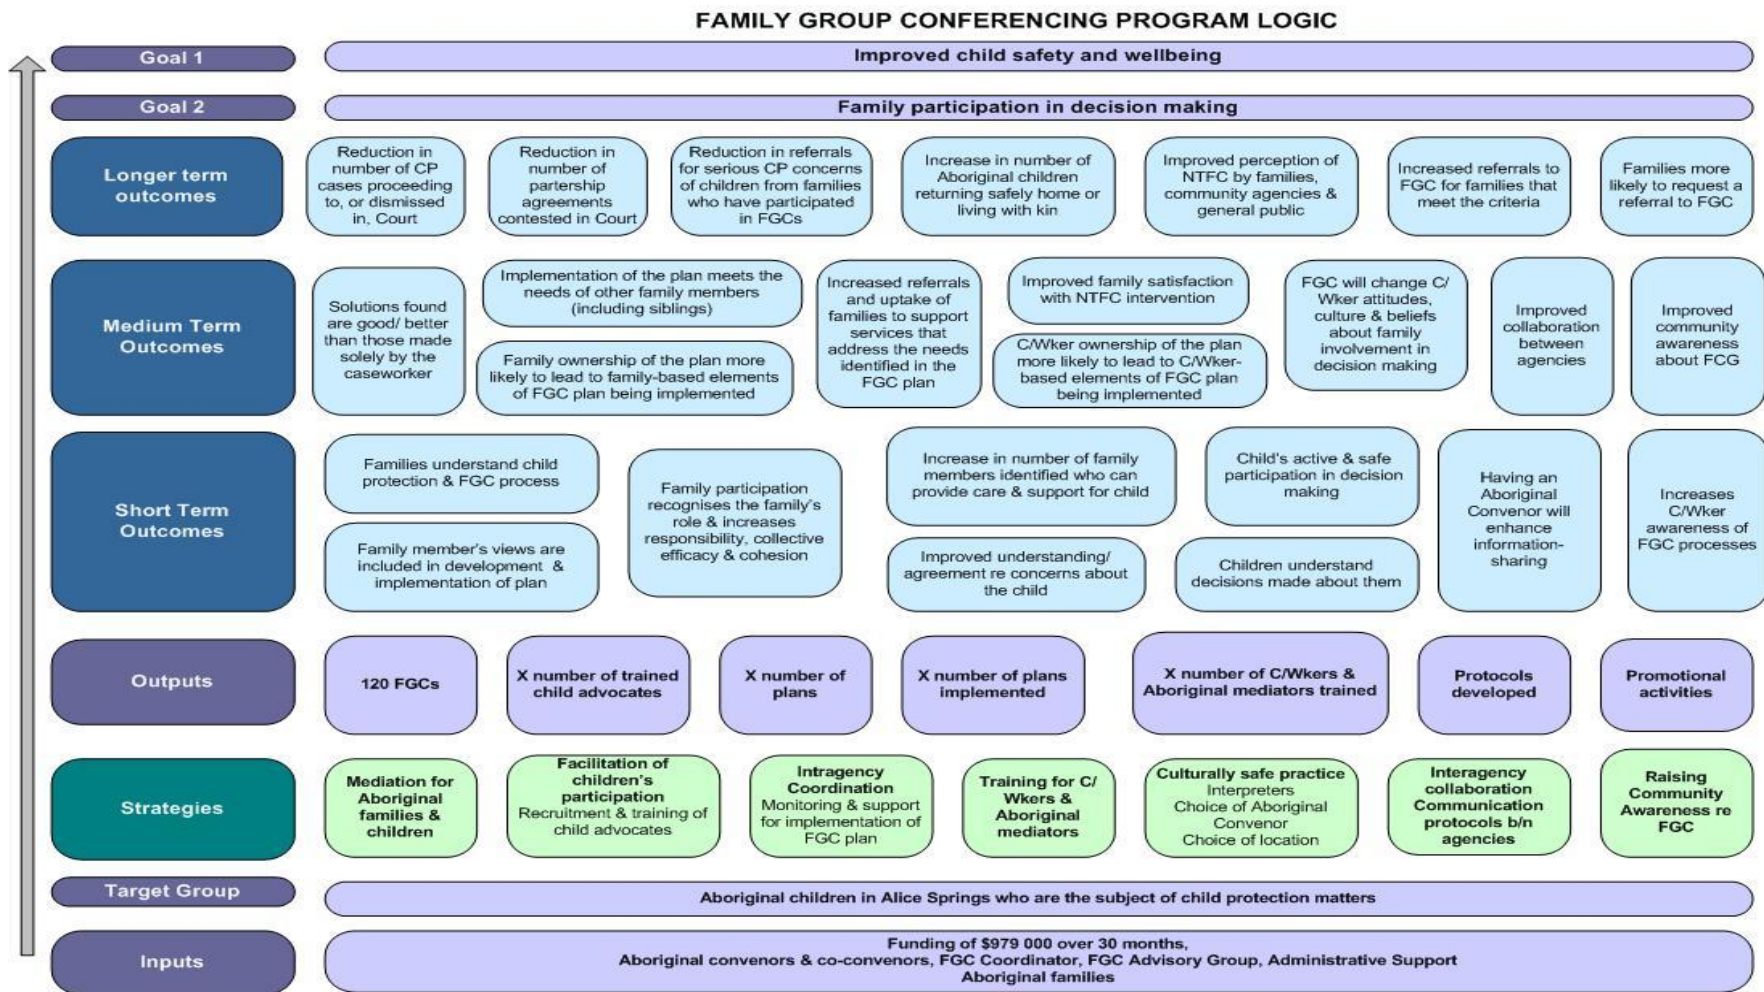 FAMILY GROUP CONFERENCING PROGRAM LOGIC
Goal 1
Improved child safety and wellbeing
Goal 2
Family participation in decision making
Longer term
outcomes
Reduction in
number of CP
cases proceeding
to, or dismissed
in, Court
Reduction in
number of
partership
agreements
contested in Court
Reduction in referrals
for serious CP concerns
of children from families
who have participated
in FGCs
Increase in number of
Aboriginal children
returning safely home or
living with kin
Improved perception of
NTFC by families,
community agencies &
general public
Increased referrals to
FGC for families that
meet the criteria
Families more
likely to request a
referral to FGC
Medium Term
Outcomes
Solutions found
are good/ better
than those made
solely by the
caseworker
Implementation of the plan meets the
needs of other family members
(including siblings)
Family ownership of the plan more
likely to lead to family-based elements
of FGC plan being implemented
Increased referrals
and uptake of
families to support
services that
address the needs
identified in the
FGC plan
Improved family satisfaction
with NTFC intervention
C/Wker ownership of the plan
more likely to lead to C/Wker-
based elements of FGC plan
being implemented
FGC will change C/
Wker attitudes,
culture & beliefs
about family
involvement in
decision making
Improved
collaboration
between
agencies
Improved
community
awareness
about FCG
Short Term
Outcomes
Families understand child
protection & FGC process
Family member's views are
included in development &
implementation of plan
Family participation
recognises the family's
role & increases
responsibility, collective
efficacy & cohesion
Increase in number of family
members identified who can
provide care & support for child
Improved understanding/
agreement re concerns about
the child
Child's active & safe
participation in decision
making
Children understand
decisions made about them
Having an
Aboriginal
Convenor will
enhance
information-
sharing
Increases
C/Wker
awareness of
FGC processes
Outputs
120 FGCs
X number of trained
child advocates
X number of
plans
X number of plans
implemented
X number of C/Wkers &
Aboriginal mediators trained
Protocols
developed
Promotional
activities
Strategies
Mediation for
Aboriginal
families &
children
Facilitation of
children's
participation
Recruitment & training of
child advocates
Intragency
Coordination
Monitoring & support
for implementation of
FGC plan
Training for C/
Wkers &
Aboriginal
mediators
Culturally safe practice
Interpreters
Choice of Aboriginal
Convenor
Choice of location
Interagency
collaboration
Communication
protocols b/n
agencies
Raising
Community
Awareness re
FGC
Target Group
Aboriginal children in Alice Springs who are the subject of child protection matters
Inputs
Funding of $979 000 over 30 months,
Aboriginal convenors & co-convenors, FGC Coordinator, FGC Advisory Group, Administrative Support
Aboriginal families